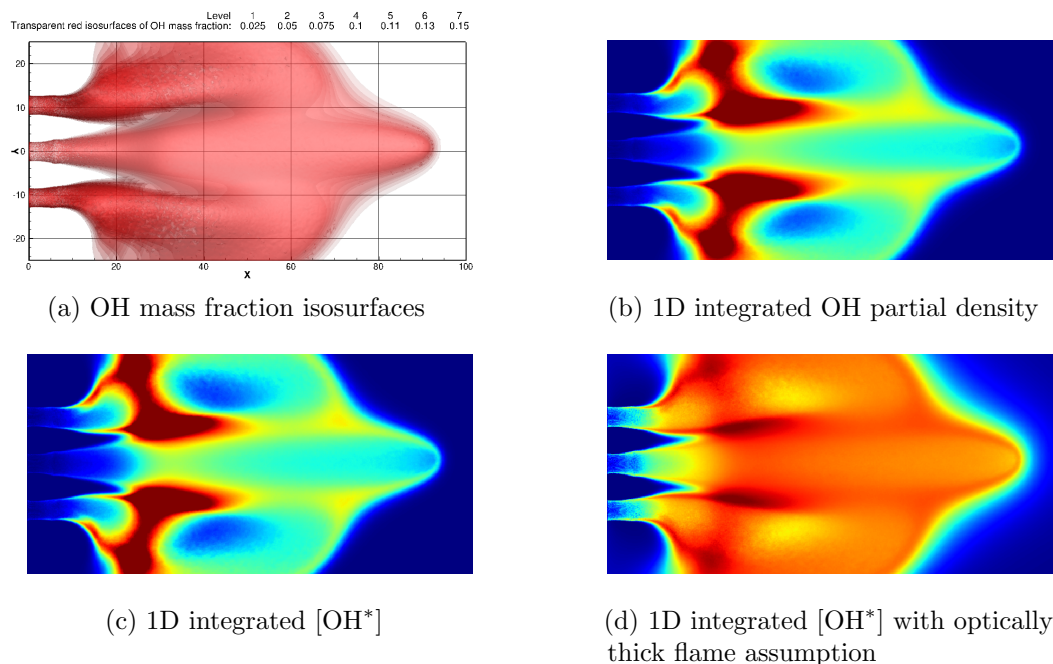 Level 1 2 3 4 5 6 7
Transparent red isosurfaces of OH mass fraction: 0.025 0.05 0.075 0.1 0.11 0.13 0.15
20
10
0
-10
-20
Y
0 20 40 60 80 100
X
(a) OH mass fraction isosurfaces
(b) 1D integrated OH partial density
(c) 1D integrated [OH*]
(d) 1D integrated [OH*] with optically
thick flame assumption